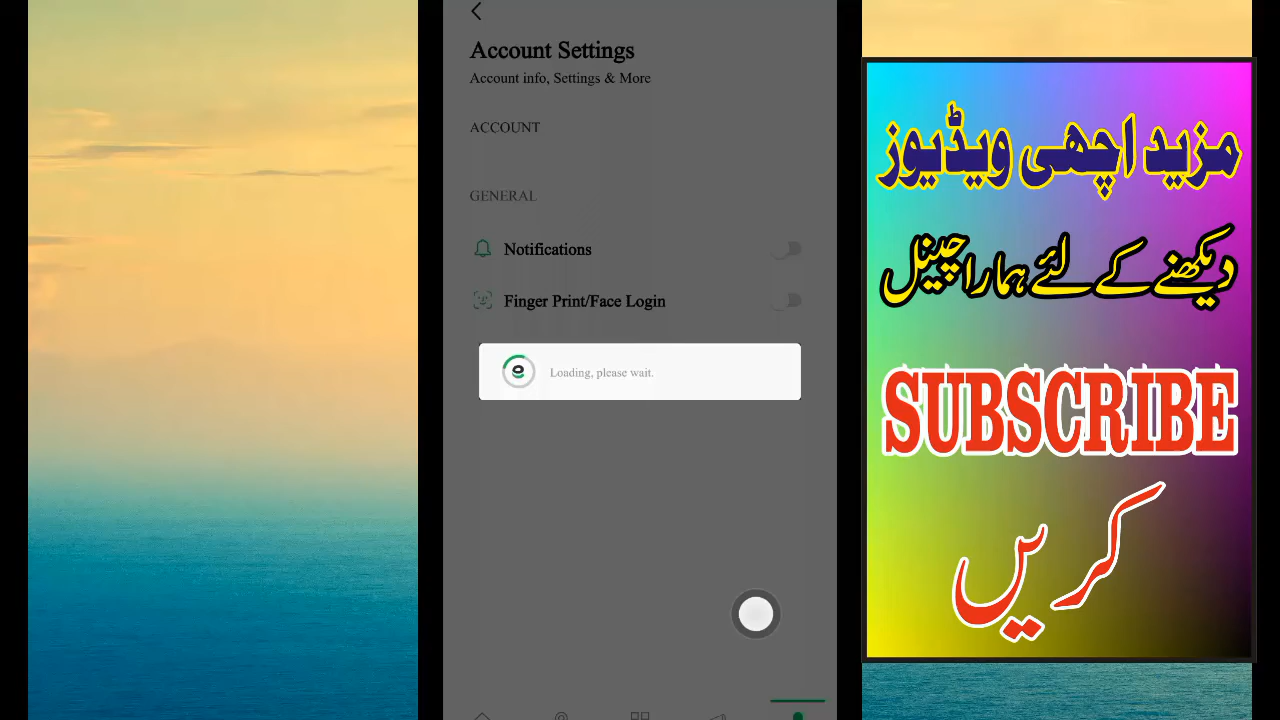 Account Settings
Account info, Settings & More
ACCOUNT
GENERAL
Notifications
Finger Print/Face Login
Loading, please wait.
مزید اچھی ویڈیوز
دیکھنے کے لئے ہمارا چینل
SUBSCRIBE
کریں